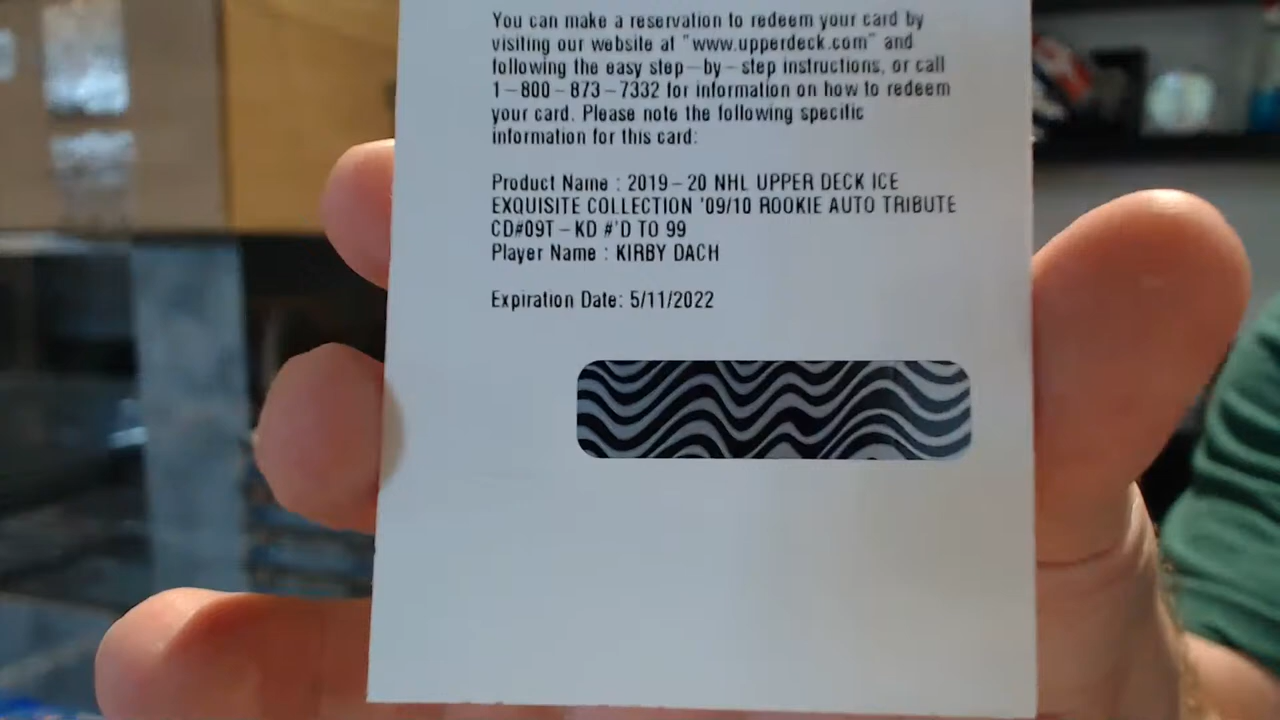 You can make a reservation to redeem your card by
visiting our website at "www.upperdeck.com" and
following the easy step-by-step instructions, or call
1-800-873-7332 for information on how to redeem
your card. Please note the following specific
information for this card:
Product Name : 2019-20 NHL UPPER DECK ICE
EXQUISITE COLLECTION '09/10 ROOKIE AUTO TRIBUTE
CD#09T-KD #'D TO 99
Player Name : KIRBY DACH
Expiration Date: 5/11/2022